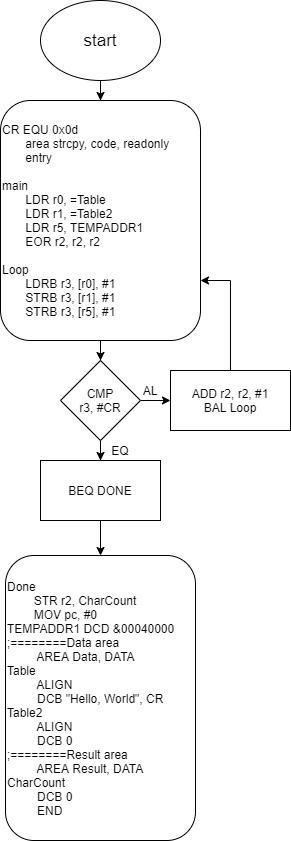 start
CR EQU 0x0d
area strcpy, code, readonly
entry
main
LDR r0, =Table
LDR r1, =Table2
LDR r5, TEMPADDR1
EOR r2, r2, r2
Loop
LDRB r3, [r0], #1
STRB r3, [r1], #1
STRB r3, [r5], #1
CMP
r3, #CR
AL
ADD r2, r2, #1
BAL Loop
EQ
BEQ DONE
Done
STR r2, CharCount
MOV pc, #0
TEMPADDR1 DCD &00040000
;========Data area
AREA Data, DATA
Table
ALIGN
DCB "Hello, World", CR
Table2
ALIGN
DCB 0
;========Result area
AREA Result, DATA
CharCount
DCB 0
END